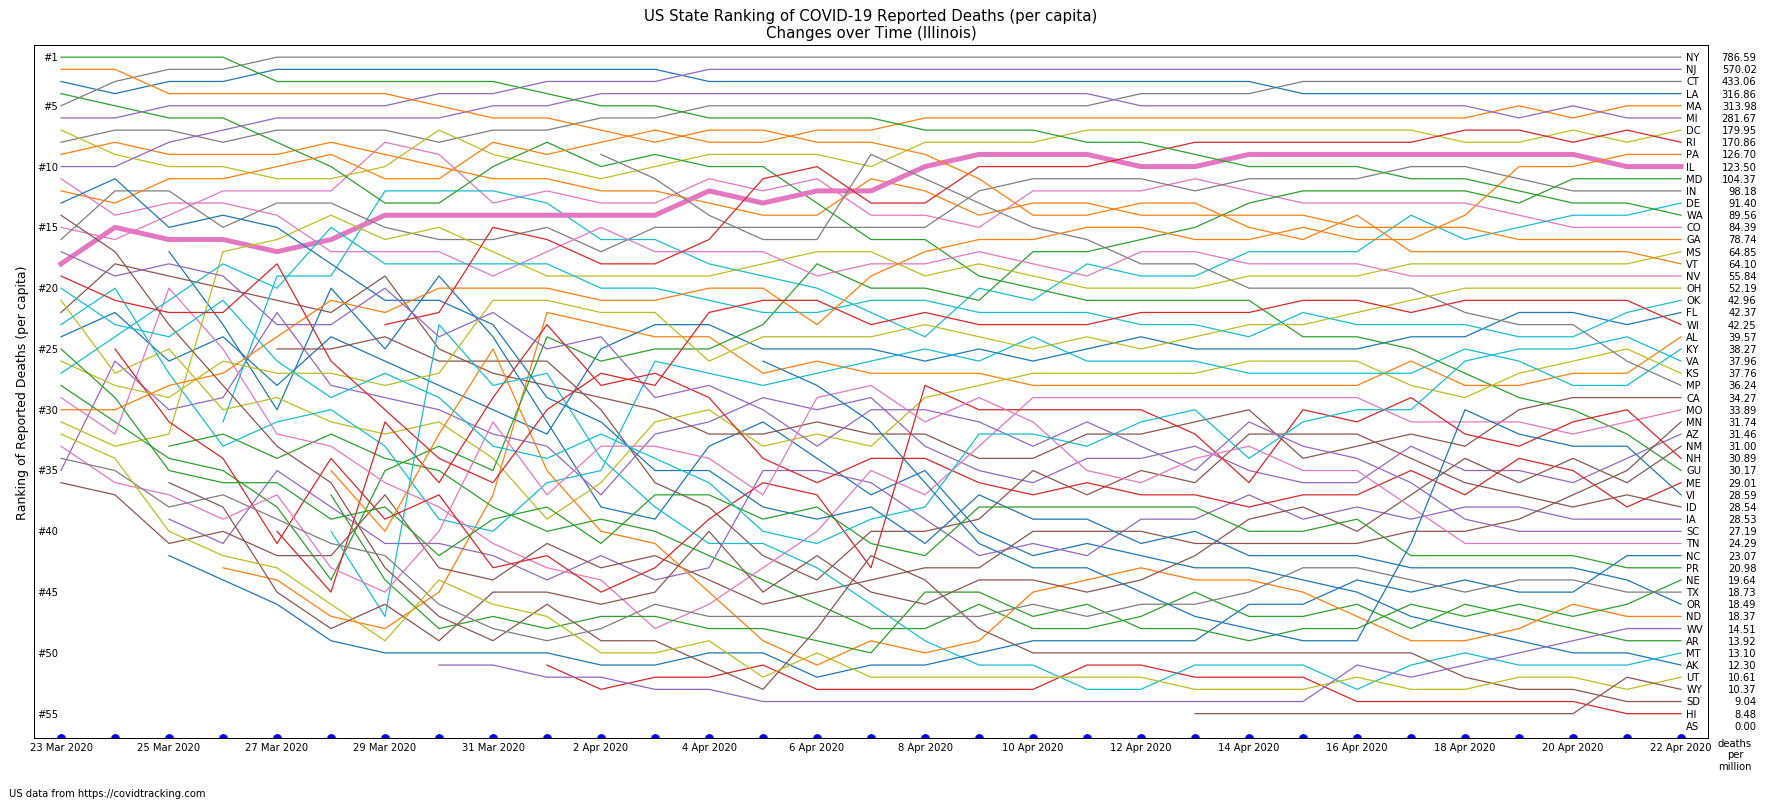 US State Ranking of COVID-19 Reported Deaths (per capita)
Changes over Time (Illinois)
Ranking of Reported Deaths (per capita)
#1
#5
#10
#15
#20
#25
#30
#35
#40
#45
#50
#55
NY 786.59
NJ 570.02
CT 433.06
LA 316.86
MA 313.98
MI 281.67
DC 179.95
RI 170.86
PA 126.70
IL 123.50
MD 104.37
IN 98.18
DE 91.40
WA 89.56
CO 84.39
GA 78.74
MS 64.85
VT 64.10
NV 55.84
OH 52.19
OK 42.96
FL 42.37
WI 42.25
AL 39.57
KY 38.27
VA 37.96
KS 37.76
MP 36.24
CA 34.27
MO 33.89
MN 31.74
AZ 31.46
NM 31.00
NH 30.89
GU 30.17
ME 29.01
VI 28.59
ID 28.54
IA 28.53
SC 27.19
TN 24.29
NC 23.07
PR 20.98
NE 19.64
TX 18.73
OR 18.49
ND 18.37
WV 14.51
AR 13.92
MT 13.10
AK 12.30
UT 10.61
WY 10.37
SD 9.04
HI 8.48
AS 0.00
23 Mar 2020 25 Mar 2020 27 Mar 2020 29 Mar 2020 31 Mar 2020 2 Apr 2020 4 Apr 2020 6 Apr 2020 8 Apr 2020 10 Apr 2020 12 Apr 2020 14 Apr 2020 16 Apr 2020 18 Apr 2020 20 Apr 2020 22 Apr 2020
deaths
per
million
US data from https://covidtracking.com